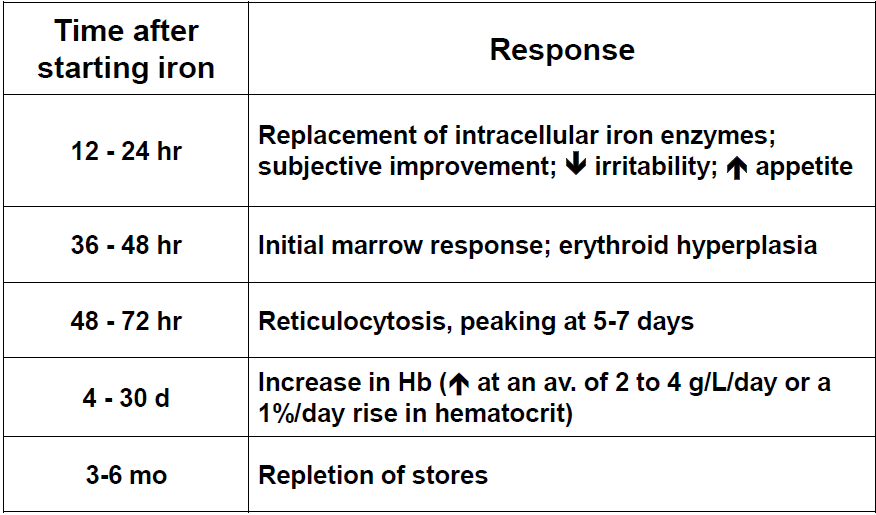 Time after
starting iron
Response
12 - 24 hr
Replacement of intracellular iron enzymes;
subjective improvement; 🡻 irritability; 🡹 appetite
36 - 48 hr
Initial marrow response; erythroid hyperplasia
48 - 72 hr
Reticulocytosis, peaking at 5-7 days
4 - 30 d
Increase in Hb (🡹 at an av. of 2 to 4 g/L/day or a
1%/day rise in hematocrit)
3-6 mo
Repletion of stores